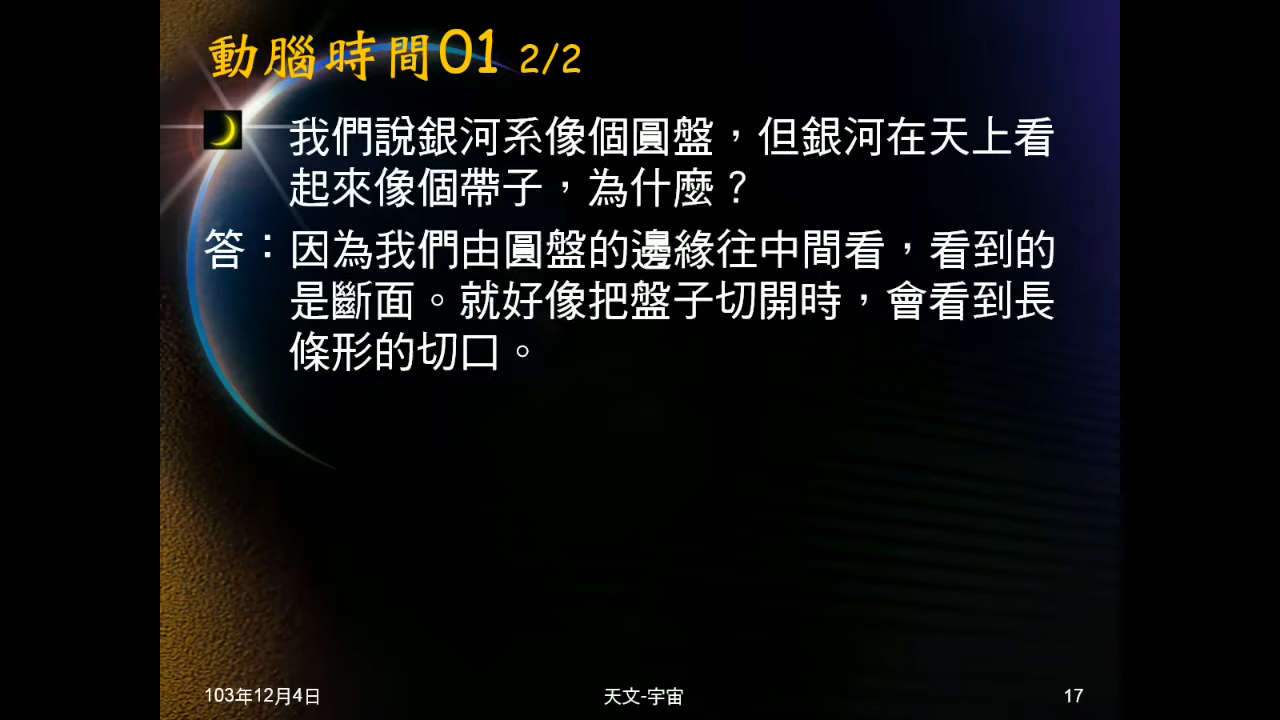 動腦時間01 2/2
我們說銀河系像個圓盤，但銀河在天上看
起來像個帶子，為什麼？
答：因為我們由圓盤的邊緣往中間看，看到的
是斷面。就好像把盤子切開時，會看到長
條形的切口。
103年12月4日 天文-宇宙 17